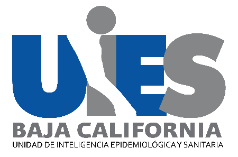 UiES
BAJA CALIFORNIA
UNIDAD DE INTELIGENCIA EPIDEMIOLÓGICA Y SANITARIA